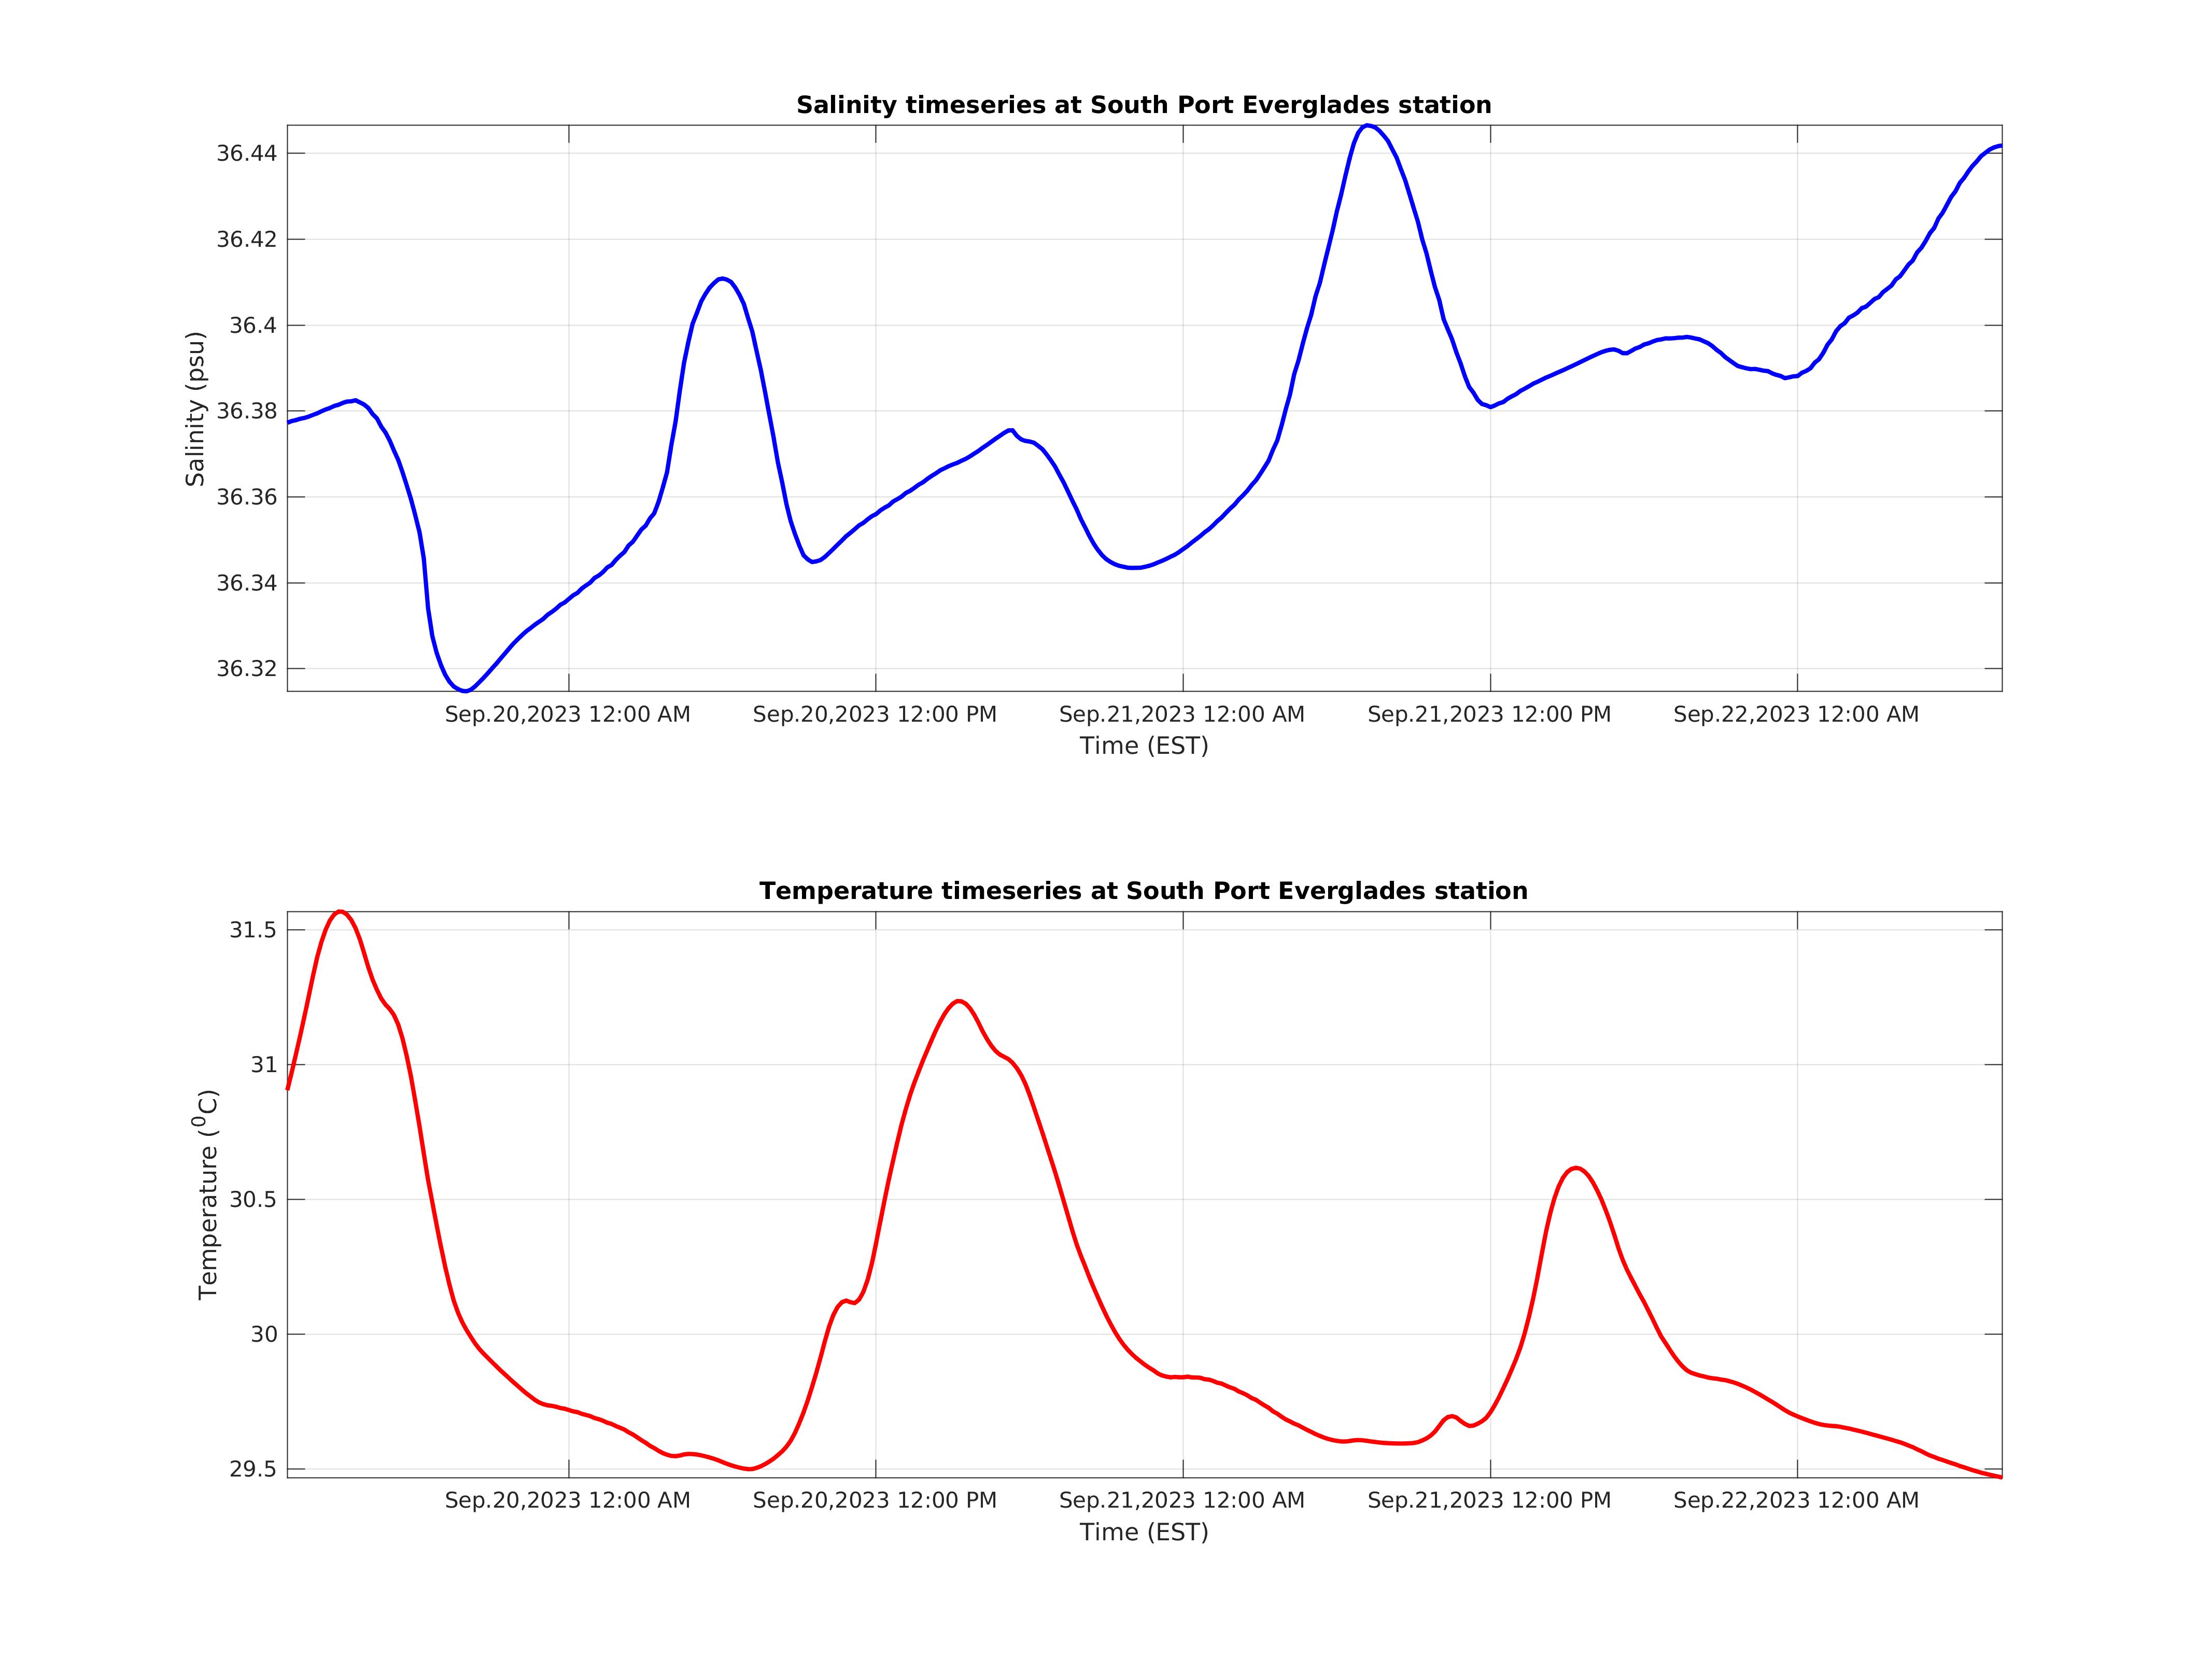 Salinity timeseries at South Port Everglades station
36.44
36.42
36.4
36.38
36.36
36.34
36.32
Salinity (psu)
Sep.20,2023 12:00 AM Sep.20,2023 12:00 PM Sep.21,2023 12:00 AM Sep.21,2023 12:00 PM Sep.22,2023 12:00 AM
Time (EST)
Temperature timeseries at South Port Everglades station
31.5
31
30.5
30
29.5
Temperature (⁰C)
Sep.20,2023 12:00 AM Sep.20,2023 12:00 PM Sep.21,2023 12:00 AM Sep.21,2023 12:00 PM Sep.22,2023 12:00 AM
Time (EST)